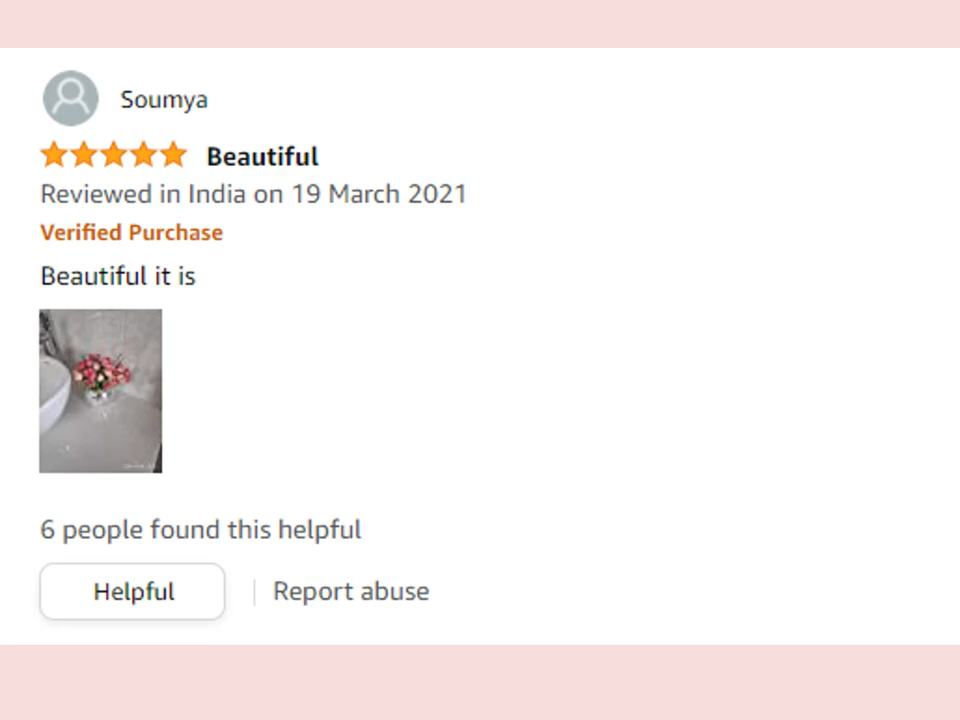 Soumya
Beautiful
Reviewed in India on 19 March 2021
Verified Purchase
Beautiful it is
6 people found this helpful
Helpful
Report abuse